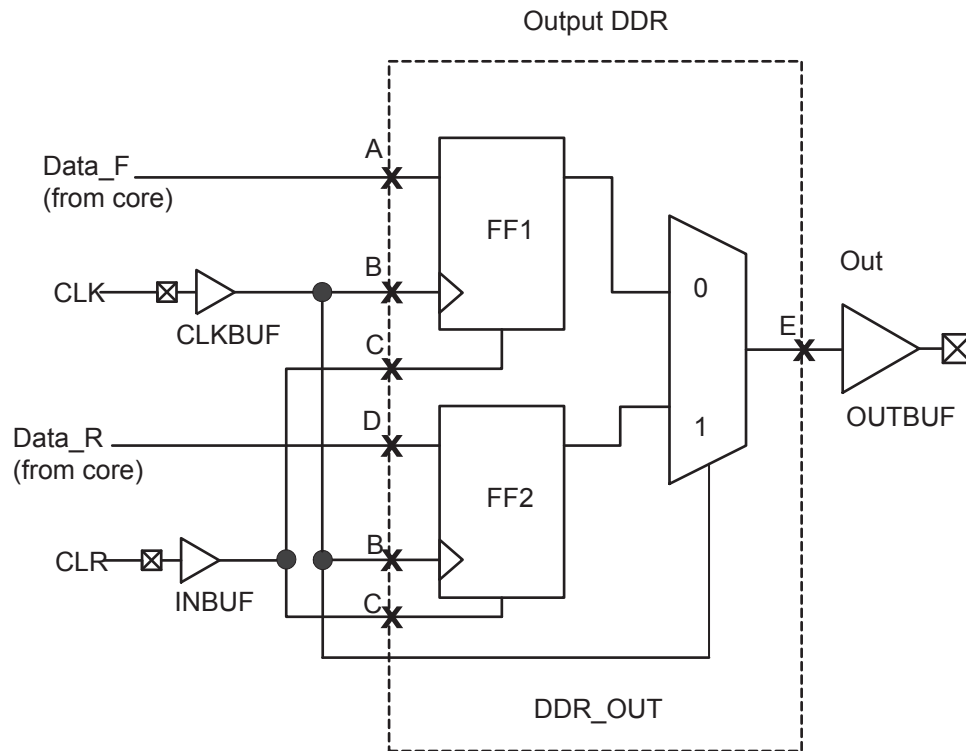 Output DDR
A
Data_F
(from core)
FF1
B
CLK
CLKBUF
0
Out
C
E
D
OUTBUF
Data_R
(from core)
1
FF2
B
CLR
INBUF
C
DDR_OUT